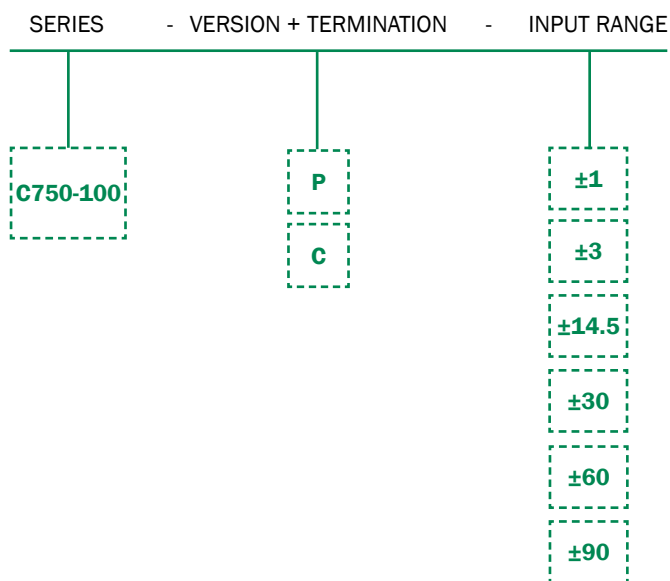 SERIES - VERSION + TERMINATION - INPUT RANGE
C750-100
P
C
±1
±3
±14.5
±30
±60
±90